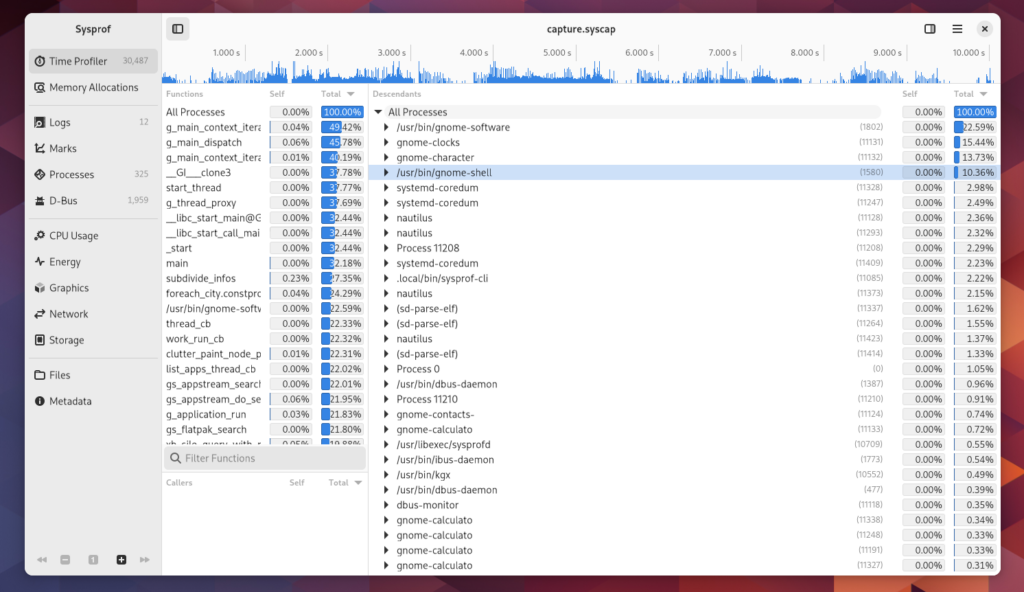 Sysprof
capture.syscap
Time Profiler 30,487
Memory Allocations
Logs 12
Marks
Processes 325
D-Bus 1,959
CPU Usage
Energy
Graphics
Network
Storage
Files
Metadata
1.000 s 2.000 s 3.000 s 4.000 s 5.000 s 6.000 s 7.000 s 8.000 s 9.000 s 10.000 s
Functions Self Total
All Processes 0.00% 100.00%
g_main_context_itera 0.04% 49.42%
g_main_dispatch 0.06% 45.78%
g_main_context_itera 0.01% 40.19%
__GI___clone3 0.00% 37.78%
start_thread 0.00% 37.77%
g_thread_proxy 0.00% 37.69%
__libc_start_main@G 0.00% 32.44%
__libc_start_call_mai 0.00% 32.44%
_start 0.00% 32.44%
main 0.00% 32.18%
subdivide_infos 0.23% 27.35%
foreach_city.constprc 0.04% 24.29%
/usr/bin/gnome-softw 0.00% 22.59%
thread_cb 0.00% 22.33%
work_run_cb 0.00% 22.32%
clutter_paint_node_p 0.01% 22.31%
list_apps_thread_cb 0.00% 22.02%
gs_appstream_search 0.00% 22.01%
gs_appstream_do_se 0.06% 21.95%
g_application_run 0.03% 21.83%
gs_flatpak_search 0.00% 21.80%
xb_silo_query_with_r 0.05% 19.88%
Filter Functions
Callers Self Total
Descendants Self Total
All Processes 0.00% 100.00%
/usr/bin/gnome-software (1802) 0.00% 22.59%
gnome-clocks (11131) 0.00% 15.44%
gnome-character (11132) 0.00% 13.73%
/usr/bin/gnome-shell (1580) 0.00% 10.36%
systemd-coredum (11328) 0.00% 2.98%
systemd-coredum (11247) 0.00% 2.49%
nautilus (11128) 0.00% 2.36%
nautilus (11293) 0.00% 2.32%
Process 11208 (11208) 0.00% 2.29%
systemd-coredum (11409) 0.00% 2.23%
.local/bin/sysprof-cli (11085) 0.00% 2.22%
nautilus (11373) 0.00% 2.15%
(sd-parse-elf) (11337) 0.00% 1.62%
(sd-parse-elf) (11264) 0.00% 1.55%
nautilus (11423) 0.00% 1.37%
(sd-parse-elf) (11414) 0.00% 1.33%
Process 0 (0) 0.00% 1.05%
/usr/bin/dbus-daemon (1387) 0.00% 0.96%
Process 11210 (11210) 0.00% 0.91%
gnome-contacts- (11124) 0.00% 0.74%
gnome-calculato (11133) 0.00% 0.72%
/usr/libexec/sysprofd (10709) 0.00% 0.55%
/usr/bin/ibus-daemon (1773) 0.00% 0.54%
/usr/bin/kgx (10552) 0.00% 0.49%
/usr/bin/dbus-daemon (477) 0.00% 0.39%
dbus-monitor (11118) 0.00% 0.35%
gnome-calculato (11338) 0.00% 0.34%
gnome-calculato (11248) 0.00% 0.33%
gnome-calculato (11191) 0.00% 0.33%
gnome-calculato (11327) 0.00% 0.31%